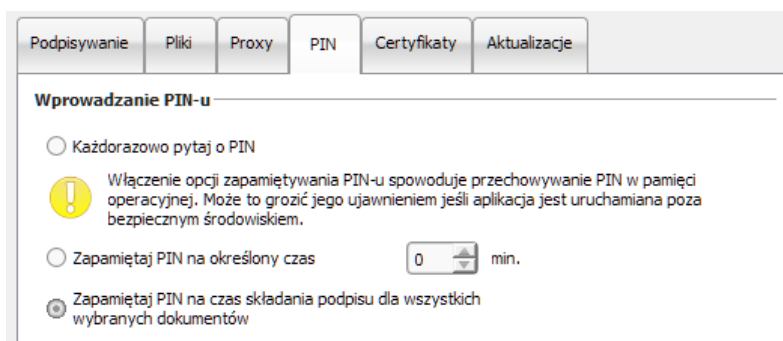 Podpisywanie Pliki Proxy PIN Certyfikaty Aktualizacje
Wprowadzanie PIN-u
Każdorazowo pytaj o PIN
Włączenie opcji zapamiętywania PIN-u spowoduje przechowywanie PIN w pamięci
operacyjnej. Może to grozić jego ujawnieniem jeśli aplikacja jest uruchamiana poza
bezpiecznym środowiskiem.
Zapamiętaj PIN na określony czas 0 min.
Zapamiętaj PIN na czas składania podpisu dla wszystkich
wybranych dokumentów